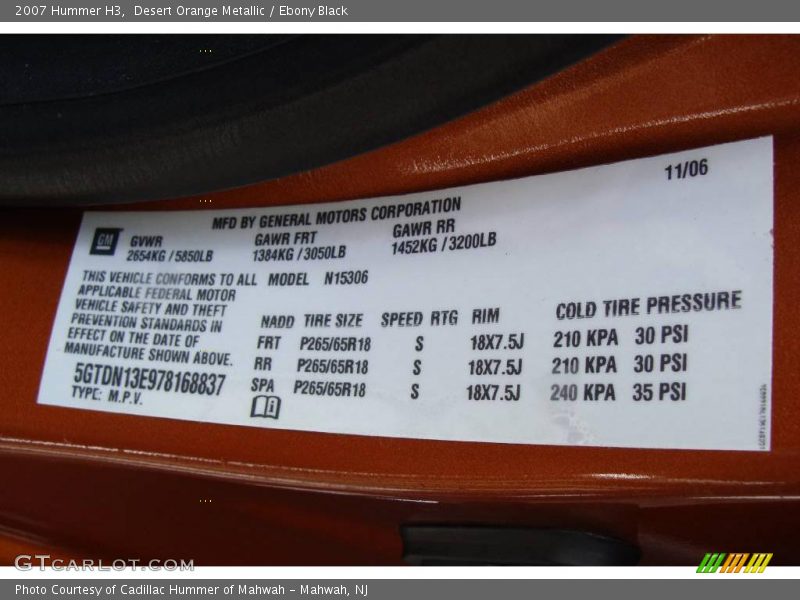 2007 Hummer H3, Desert Orange Metallic / Ebony Black
11/06
MFD BY GENERAL MOTORS CORPORATION
GM
GVWR GAWR FRT GAWR RR
2654KG / 5850LB 1384KG / 3050LB 1452KG / 3200LB
THIS VEHICLE CONFORMS TO ALL MODEL N15306
APPLICABLE FEDERAL MOTOR
VEHICLE SAFETY AND THEFT
PREVENTION STANDARDS IN
EFFECT ON THE DATE OF
MANUFACTURE SHOWN ABOVE.
5GTDN13E978168837
TYPE: M.P.V.
NADD TIRE SIZE SPEED RTG RIM COLD TIRE PRESSURE
FRT P265/65R18 S 18X7.5J 210 KPA 30 PSI
RR P265/65R18 S 18X7.5J 210 KPA 30 PSI
SPA P265/65R18 S 18X7.5J 240 KPA 35 PSI
GTCARLOT.COM
Photo Courtesy of Cadillac Hummer of Mahwah - Mahwah, NJ